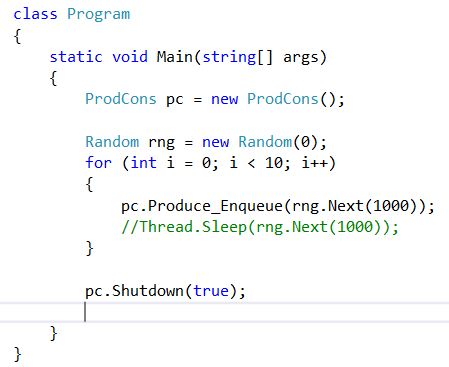 class Program
{
    static void Main(string[] args)
    {
        ProdCons pc = new ProdCons();

        Random rng = new Random(0);
        for (int i = 0; i < 10; i++)
        {
            pc.Produce_Enqueue(rng.Next(1000));
            //Thread.Sleep(rng.Next(1000));
        }

        pc.Shutdown(true);

    }
}